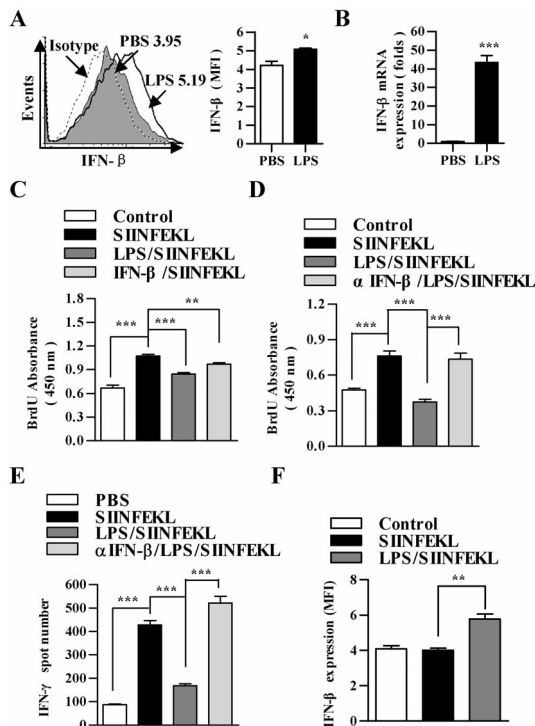 A
Isotype
PBS 3.95
LPS 5.19
Events
IFN- β
IFN-β (MFI)
6
4
2
0
*
PBS LPS
B
IFN-β mRNA
expression ( folds)
60
50
40
30
20
10
0
***
PBS LPS
C
Control
SIINFEKL
LPS/SIINFEKL
IFN-β /SIINFEKL
BrdU Absorbance
( 450 nm )
1.8
1.5
1.2
0.9
0.6
0.3
0.0
***
***
**
D
Control
SIINFEKL
LPS/SIINFEKL
α IFN-β /LPS/SIINFEKL
BrdU Absorbance
( 450 nm )
1.2
0.9
0.6
0.3
0.0
***
***
***
E
PBS
SIINFEKL
LPS/SIINFEKL
αIFN-β/LPS/SIINFEKL
IFN-γ
spot number
600
500
400
300
200
100
0
***
***
***
F
Control
SIINFEKL
LPS/SIINFEKL
IFN-β
expression (MFI)
8
6
4
2
0
**